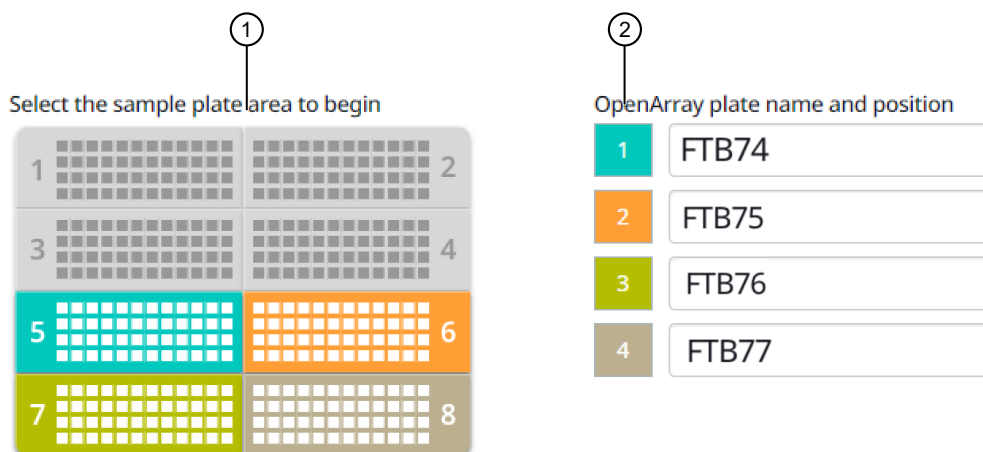 1 2
Select the sample plate area to begin
OpenArray plate name and position
1 2
3 4
5 6
7 8
1 FTB74
2 FTB75
3 FTB76
4 FTB77